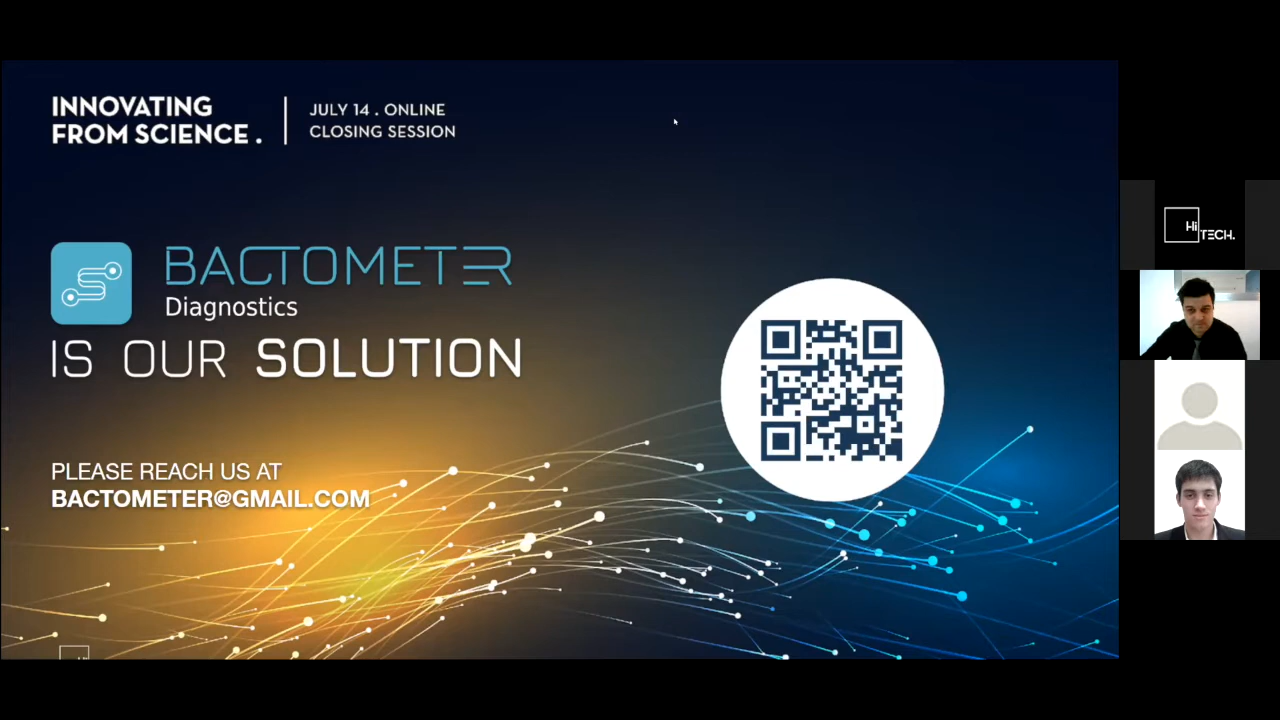 INNOVATING
FROM SCIENCE .
JULY 14 . ONLINE
CLOSING SESSION
BACTOMETER
Diagnostics
IS OUR SOLUTION
PLEASE REACH US AT
BACTOMETER@GMAIL.COM
Hi
TECH.